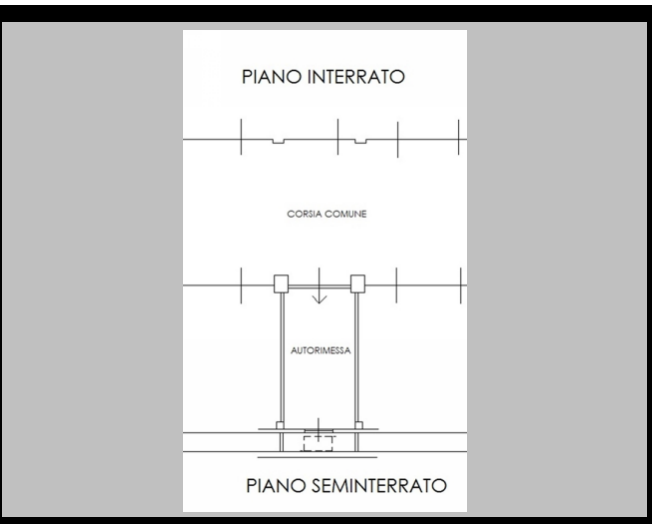 PIANO INTERRATO
CORSIA COMUNE
AUTORIMESSA
PIANO SEMINTERRATO